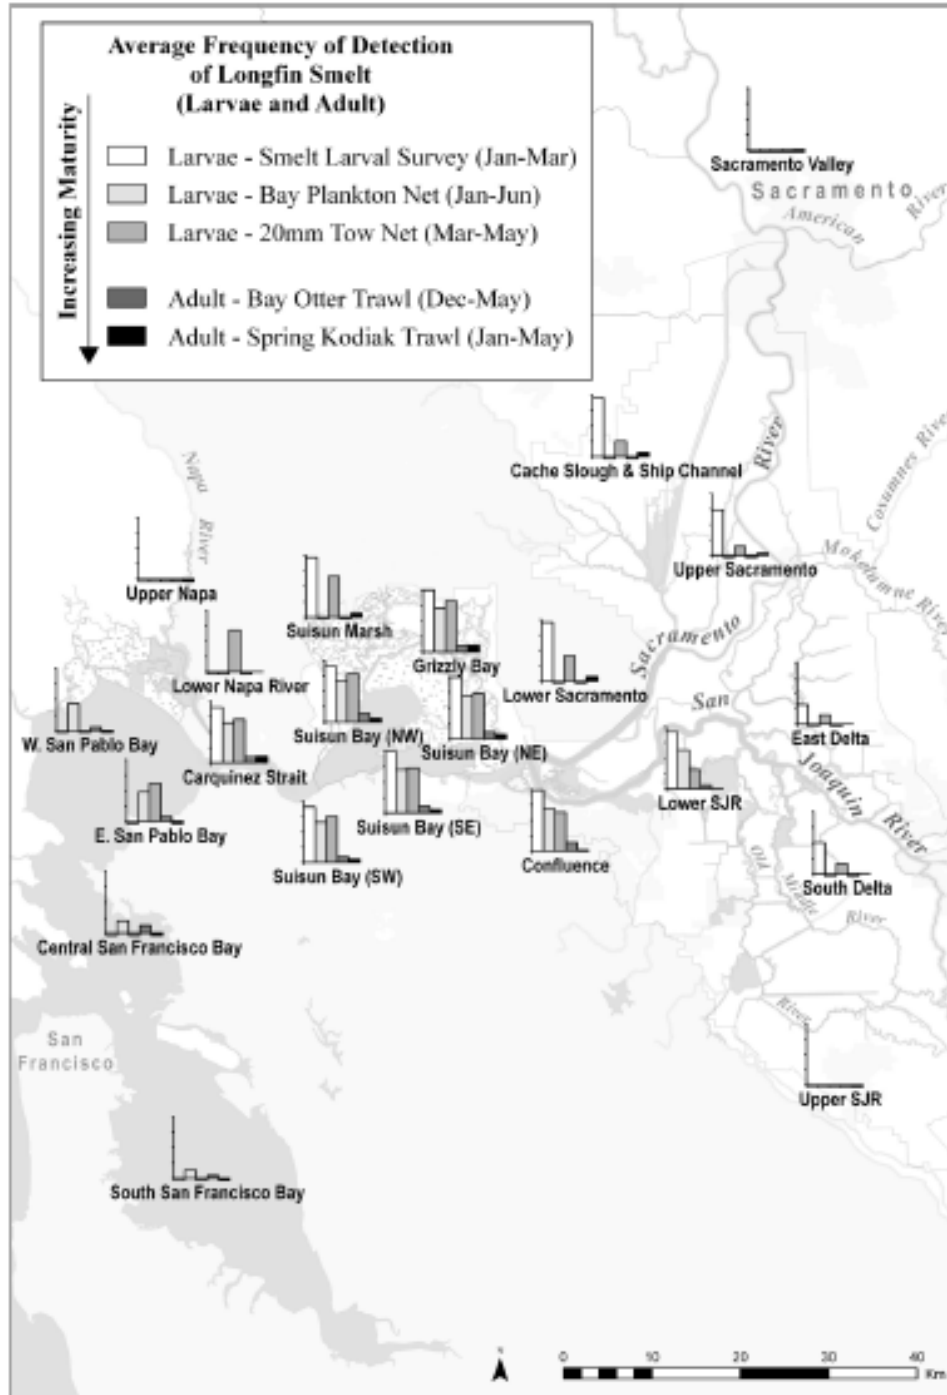 Average Frequency of Detection
of Longfin Smelt
(Larvae and Adult)
Increasing Maturity
Larvae - Smelt Larval Survey (Jan-Mar)
Larvae - Bay Plankton Net (Jan-Jun)
Larvae - 20mm Tow Net (Mar-May)
Adult - Bay Otter Trawl (Dec-May)
Adult - Spring Kodiak Trawl (Jan-May)
Sacramento Valley
Sacramento
American River
Cache Slough & Ship Channel
River
Cosumnes River
Napa River
Upper Sacramento
Mokelumne River
Upper Napa
Suisun Marsh
Grizzly Bay
Sacramento
Lower Napa River
Lower Sacramento
San
W. San Pablo Bay
Suisun Bay (NW)
Suisun Bay (NE)
East Delta
Carquinez Strait
Lower SJR
Joaquin
E. San Pablo Bay
Suisun Bay (SE)
River
Suisun Bay (SW)
Confluence
Old
Middle
South Delta
River
Central San Francisco Bay
River
San
Francisco
Upper SJR
South San Francisco Bay
N
0 10 20 30 40
Km